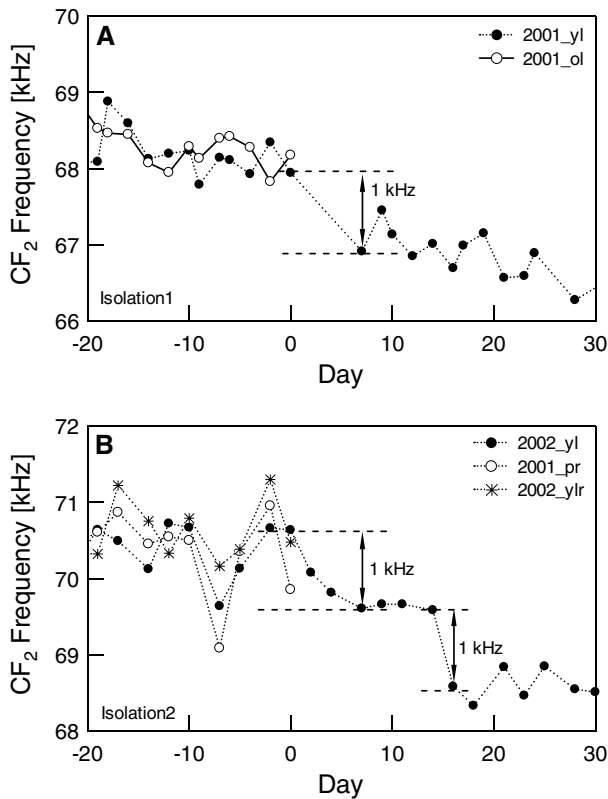 A
2001_yl
2001_ol
CF2 Frequency [kHz]
70
69
68
67
66
1 kHz
Isolation1
-20 -10 0 10 20 30
Day
B
2002_yl
2001_pr
2002_ylr
CF2 Frequency [kHz]
72
71
70
69
68
1 kHz
1 kHz
Isolation2
-20 -10 0 10 20 30
Day